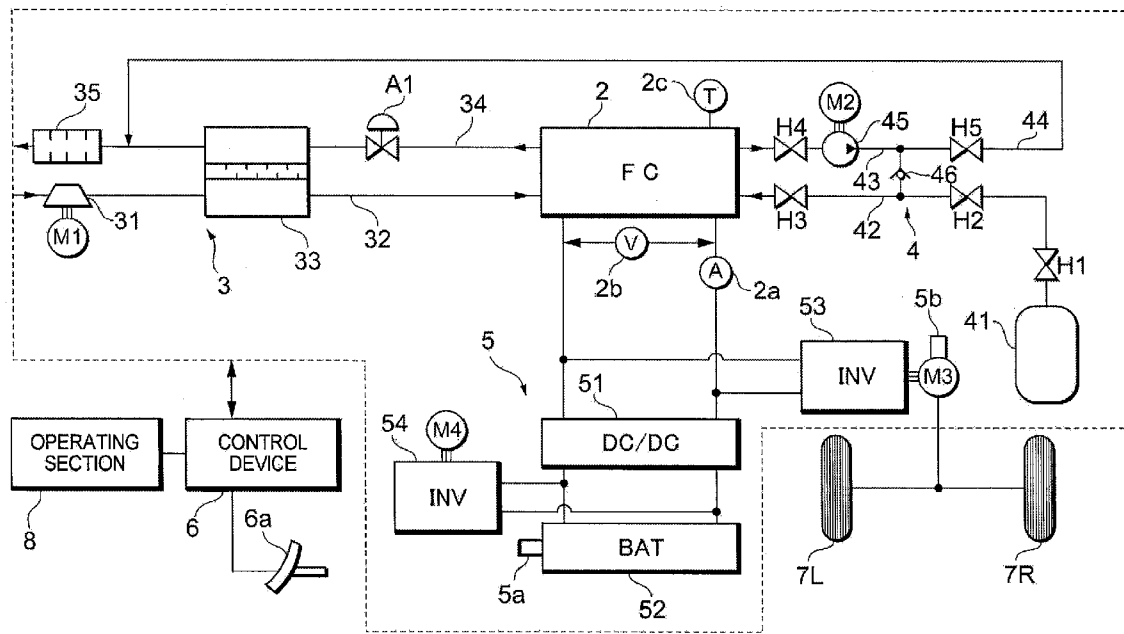 35
A1
34
2
2c
T
M2
45
H4
H5
44
FC
43
46
31
32
H3
42
H2
M1
3
33
V
4
2b
A
2a
H1
53
5b
41
5
INV
M3
51
54
M4
DC/DC
OPERATING
SECTION
CONTROL
DEVICE
INV
8
6
6a
BAT
5a
52
7L
7R